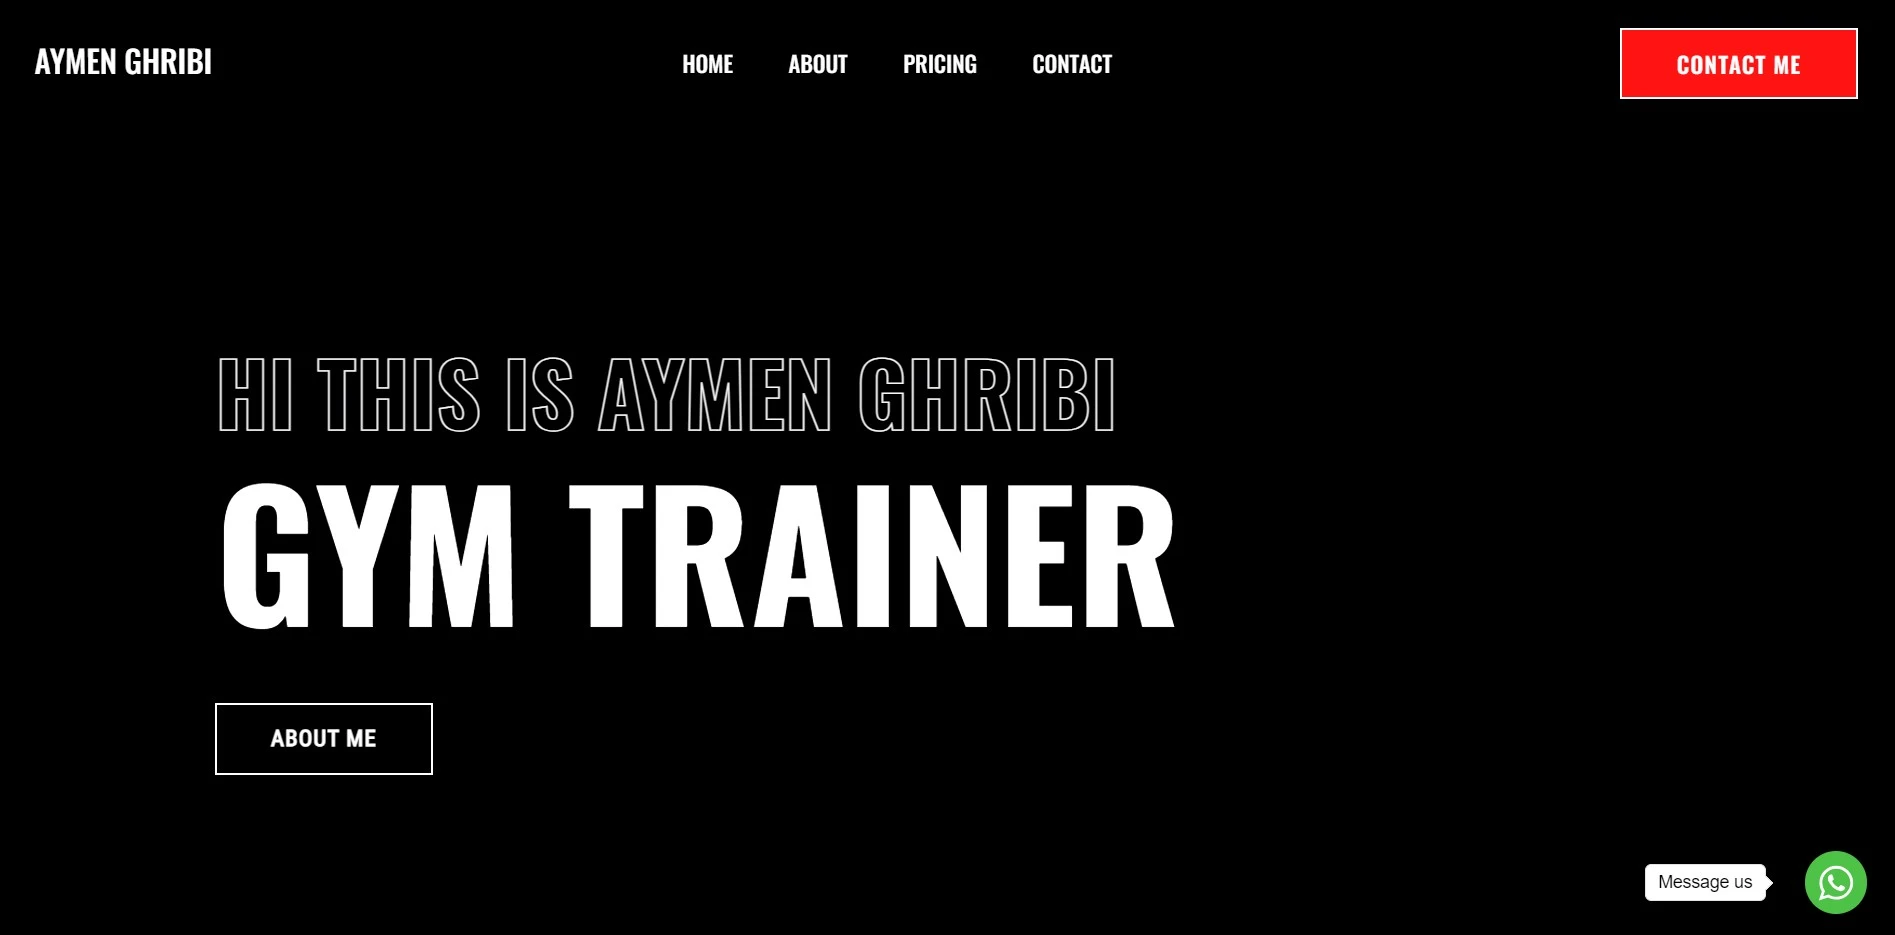 AYMEN GHRIBI
HOME ABOUT PRICING CONTACT
CONTACT ME
HI THIS IS AYMEN GHRIBI
GYM TRAINER
ABOUT ME
Message us